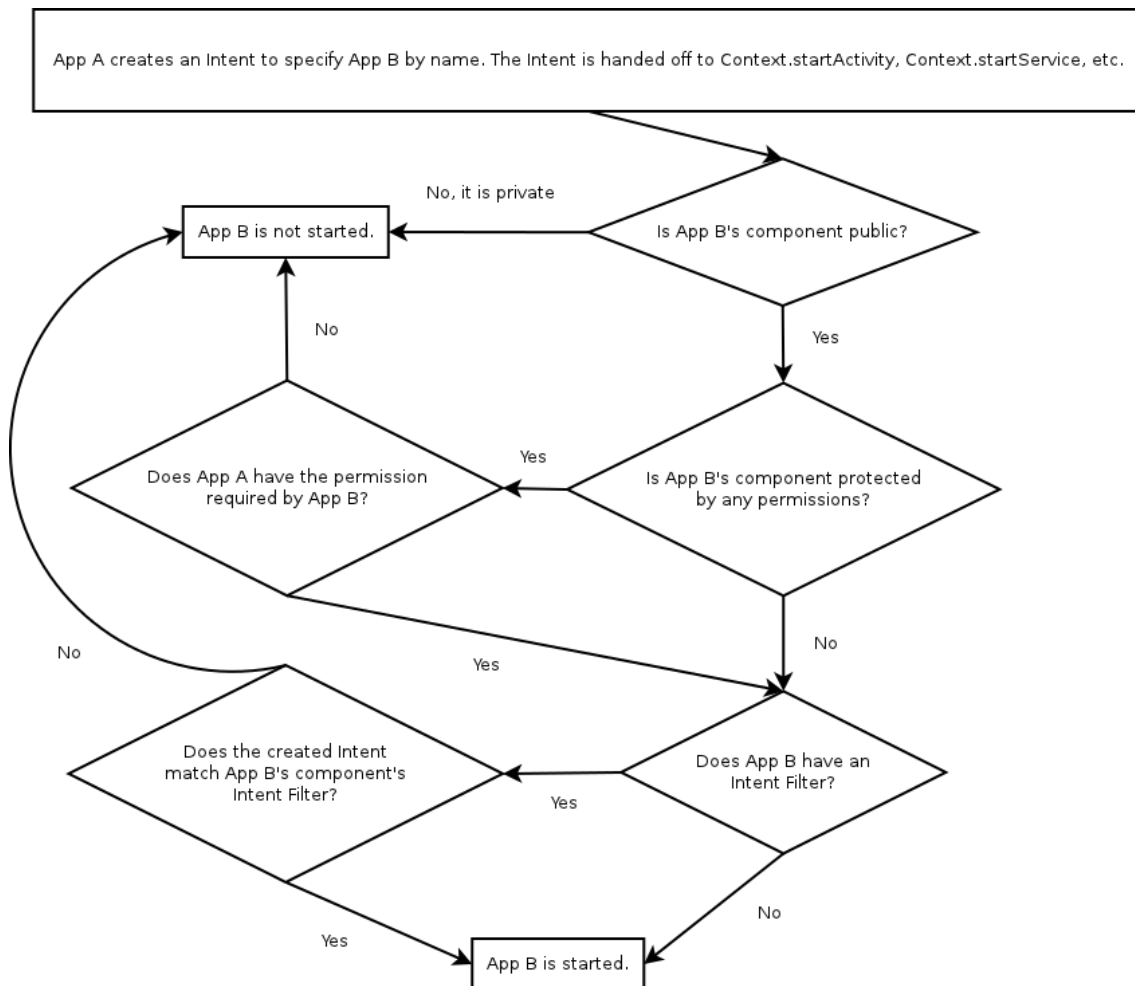 App A creates an Intent to specify App B by name. The Intent is handed off to Context.startActivity, Context.startService, etc.
No, it is private
App B is not started.
Is App B's component public?
No
Yes
Does App A have the permission
required by App B?
Yes
Is App B's component protected
by any permissions?
No
Yes
No
Does the created Intent
match App B's component's
Intent Filter?
Yes
Does App B have an
Intent Filter?
Yes
No
App B is started.